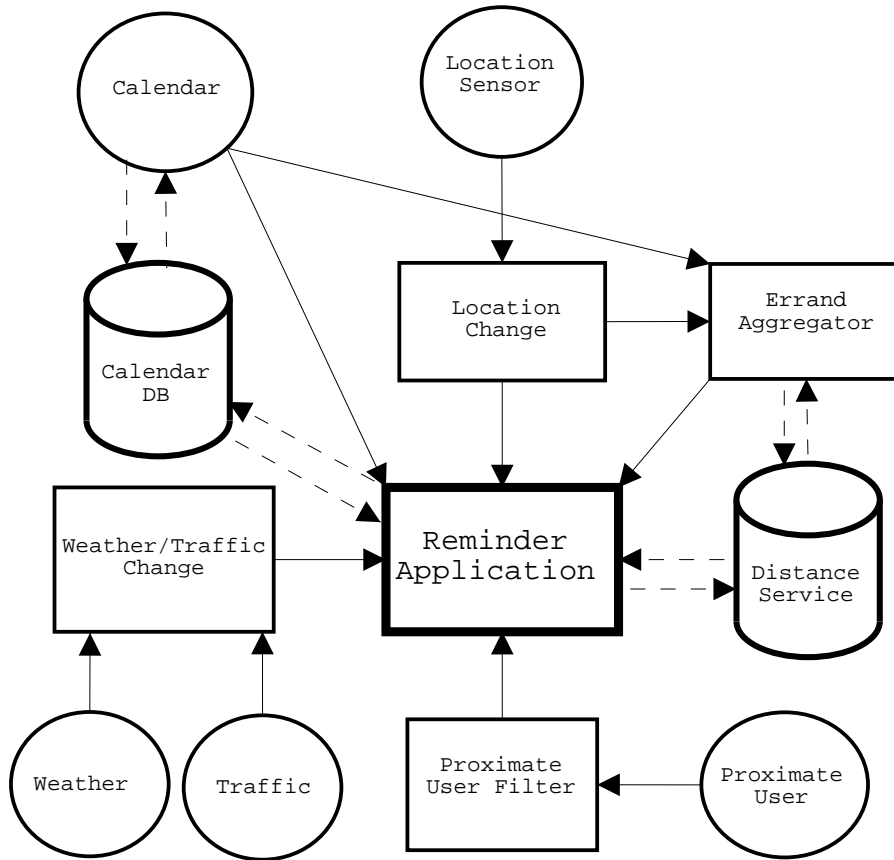 Calendar
Location
Sensor
Location
Change
Errand
Aggregator
Calendar
DB
Weather/Traffic
Change
Reminder
Application
Distance
Service
Weather
Traffic
Proximate
User Filter
Proximate
User